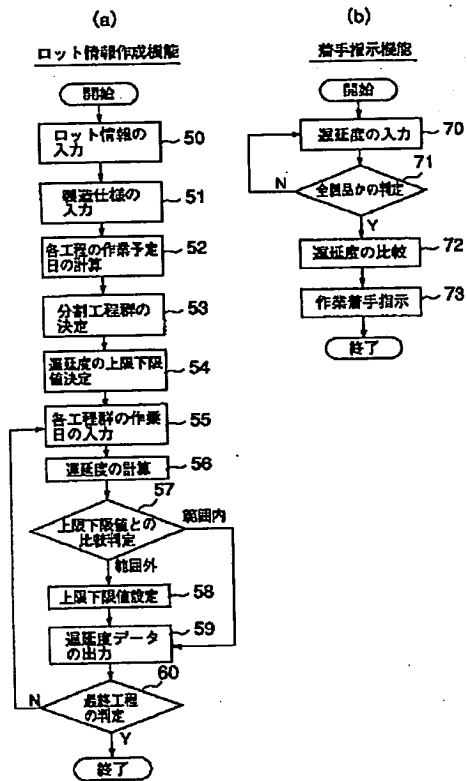 (a)
ロット情報作成機能
開始
ロット情報の
入力
50
製造仕様の
入力
51
各工程の作業予定
日の計算
52
分割工程群の
決定
53
遅延度の上限下限
値決定
54
各工程群の作業
日の入力
55
遅延度の計算
56
57
上限下限値との
比較判定
範囲内
範囲外
上限下限値設定
58
遅延度データ
の出力
59
60
最終工程
の判定
N
Y
終了
(b)
着手指示機能
開始
遅延度の入力
70
71
全製品かの判定
N
Y
遅延度の比較
72
作業着手指示
73
終了